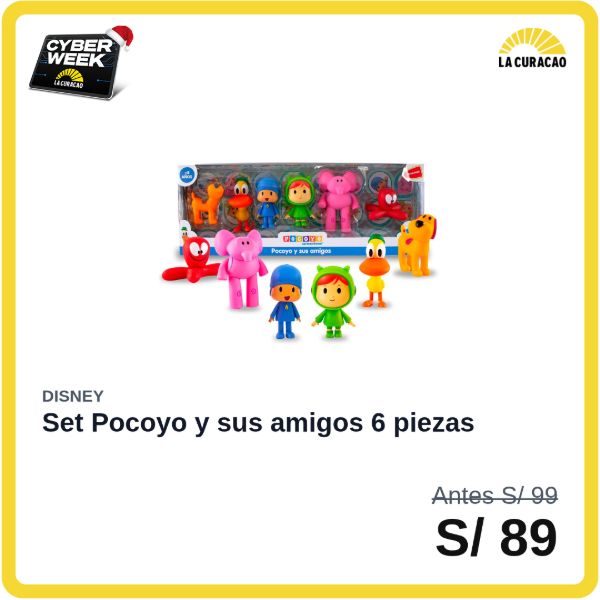 CYBER
WEEK
LA CURACAO
LA CURACAO
POCOYO
Pocoyo y sus amigos
DISNEY
Set Pocoyo y sus amigos 6 piezas
Antes S/ 99
S/ 89